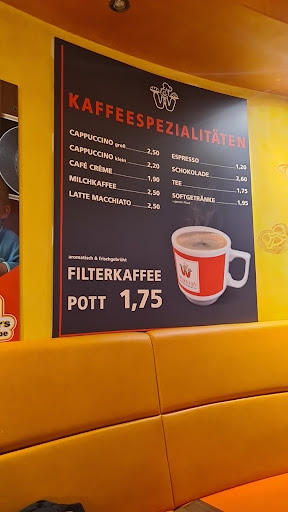 KAFFEESPEZIALITÄTEN
CAPPUCCINO groß 2,50
CAPPUCCINO klein 2,20
CAFÉ CRÈME 1,90
MILCHKAFFEE 2,50
LATTE MACCHIATO 2,50
ESPRESSO 1,20
SCHOKOLADE 2,60
TEE 1,75
SOFTGETRÄNKE 1,95
aromatisch & frischgebrüht
FILTERKAFFEE
POTT 1,75